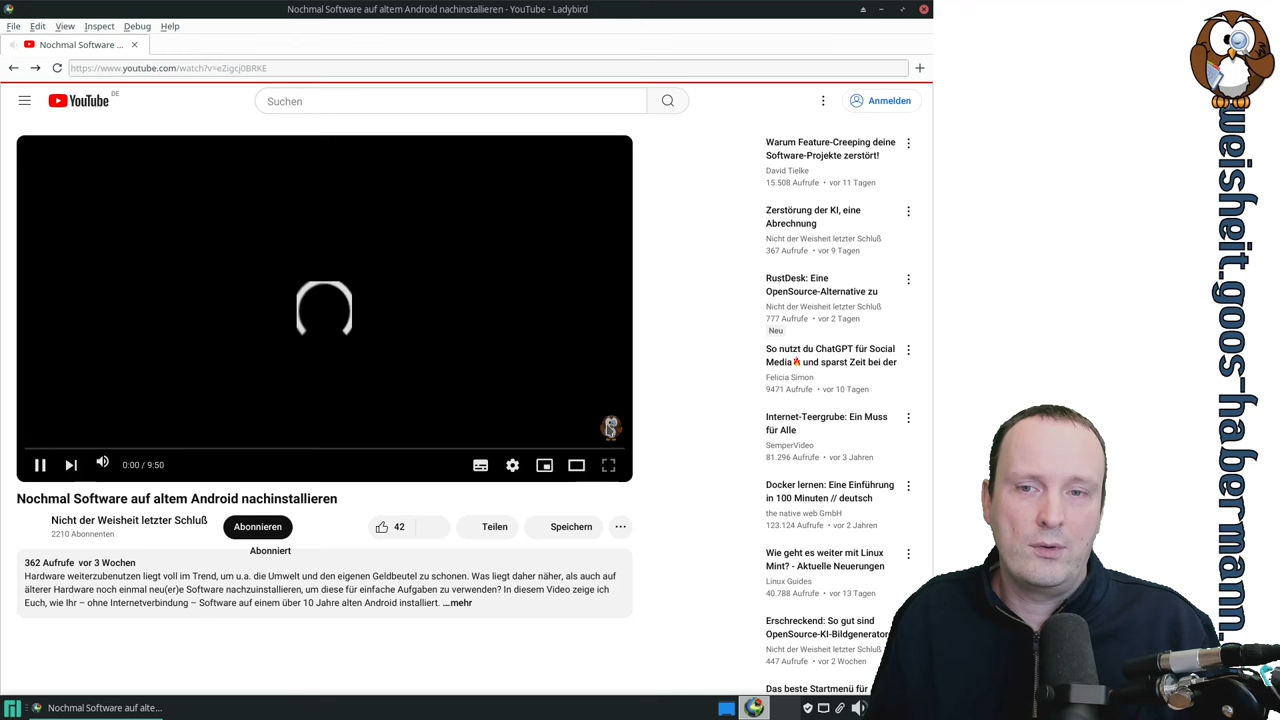 Nochmal Software auf altem Android nachinstallieren - YouTube - Ladybird
File Edit View Inspect Debug Help
Nochmal Software ...
https://www.youtube.com/watch?v=eZigcj0BRKE
YouTube DE
Suchen
Anmelden
0:00 / 9:50
Nochmal Software auf altem Android nachinstallieren
Nicht der Weisheit letzter Schluß
2210 Abonnenten
Abonnieren
Abonniert
42
Teilen
Speichern
362 Aufrufe vor 3 Wochen
Hardware weiterzubenutzen liegt voll im Trend, um u.a. die Umwelt und den eigenen Geldbeutel zu schonen. Was liegt daher näher, als auch auf
älterer Hardware noch einmal neu(er)e Software nachzuinstallieren, um diese für einfache Aufgaben zu verwenden? In diesem Video zeige ich
Euch, wie Ihr – ohne Internetverbindung – Software auf einem über 10 Jahre alten Android installiert. ...mehr
Warum Feature-Creeping deine
Software-Projekte zerstört!
David Tielke
15.508 Aufrufe • vor 11 Tagen
Zerstörung der KI, eine
Abrechnung
Nicht der Weisheit letzter Schluß
367 Aufrufe • vor 9 Tagen
RustDesk: Eine
OpenSource-Alternative zu
Nicht der Weisheit letzter Schluß
777 Aufrufe • vor 2 Tagen
Neu
So nutzt du ChatGPT für Social
Media🔥 und sparst Zeit bei der
Felicia Simon
9471 Aufrufe • vor 10 Tagen
Internet-Teergrube: Ein Muss
für Alle
SemperVideo
81.296 Aufrufe • vor 3 Jahren
Docker lernen: Eine Einführung
in 100 Minuten // deutsch
the native web GmbH
123.124 Aufrufe • vor 2 Jahren
Wie geht es weiter mit Linux
Mint? - Aktuelle Neuerungen
Linux Guides
40.788 Aufrufe • vor 13 Tagen
Erschreckend: So gut sind
OpenSource-KI-Bildgenerator
Nicht der Weisheit letzter Schluß
447 Aufrufe • vor 2 Wochen
Das beste Startmenü für
Nochmal Software auf alte...
weisheit.goos-habermann.